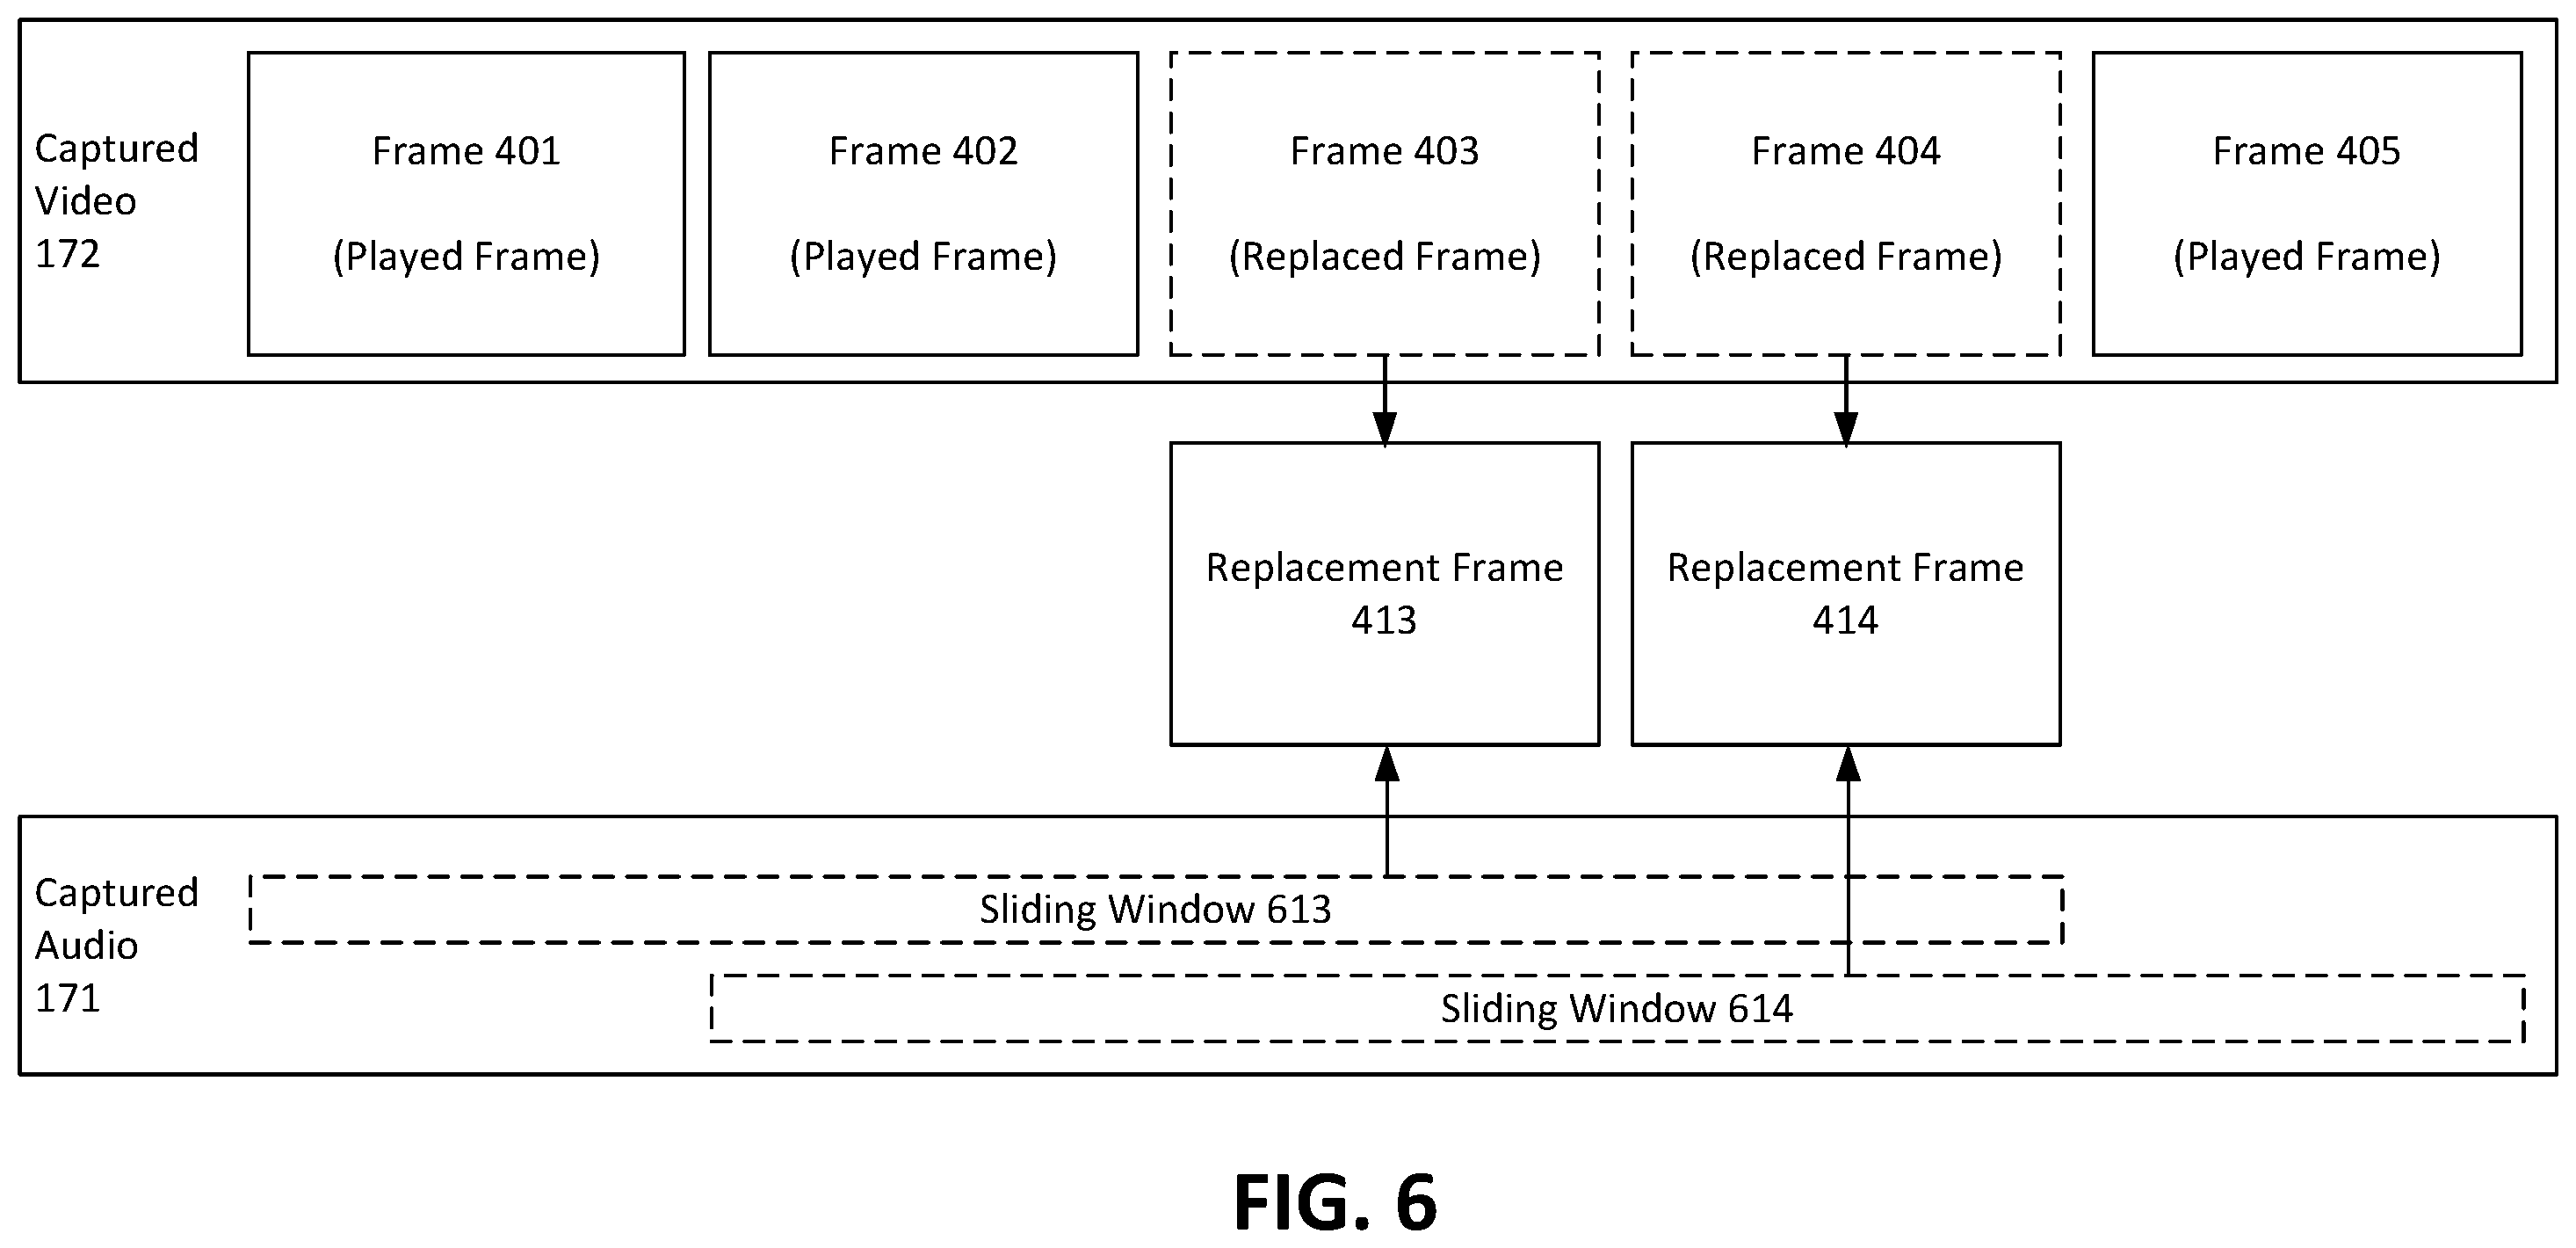 Captured
Video
172
Frame 401
(Played Frame)
Frame 402
(Played Frame)
Frame 403
(Replaced Frame)
Frame 404
(Replaced Frame)
Frame 405
(Played Frame)
Replacement Frame
413
Replacement Frame
414
Captured
Audio
171
Sliding Window 613
Sliding Window 614
FIG. 6